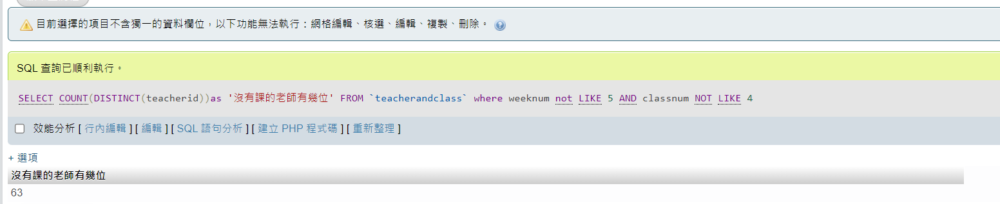 目前選擇的項目不含獨一的資料欄位，以下功能無法執行：網格編輯、核選、編輯、複製、刪除。
SQL 查詢已順利執行。
SELECT COUNT(DISTINCT(teacherid))as '沒有課的老師有幾位' FROM `teacherandclass` where weeknum not LIKE 5 AND classnum NOT LIKE 4
效能分析 [ 行內編輯 ] [ 編輯 ] [ SQL 語句分析 ] [ 建立 PHP 程式碼 ] [ 重新整理 ]
+ 選項
沒有課的老師有幾位
63